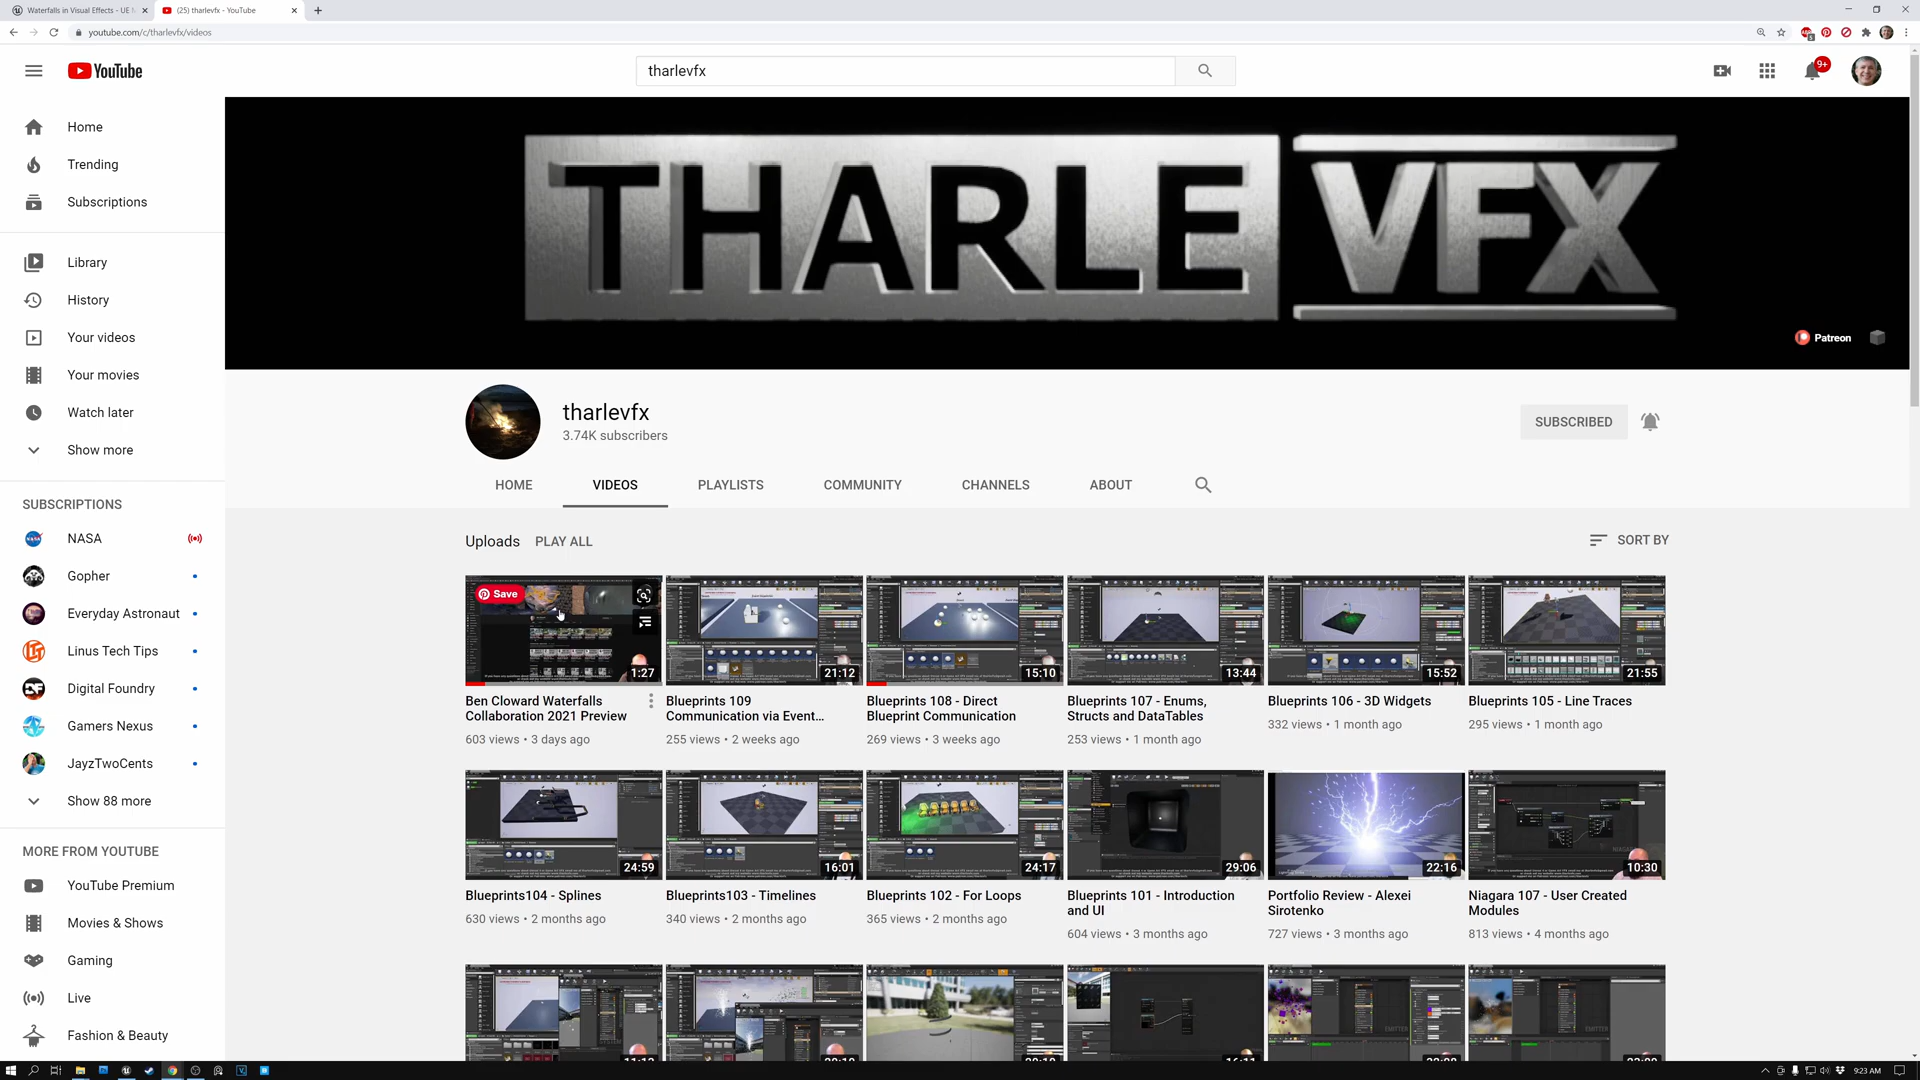 Waterfalls in Visual Effects - UE
(25) tharlevfx - YouTube
youtube.com/c/tharlevfx/videos
YouTube
tharlevfx
9+
Home
Trending
Subscriptions
Library
History
Your videos
Your movies
Watch later
Show more
SUBSCRIPTIONS
NASA
Gopher
Everyday Astronaut
Linus Tech Tips
Digital Foundry
Gamers Nexus
JayzTwoCents
Show 88 more
MORE FROM YOUTUBE
YouTube Premium
Movies & Shows
Gaming
Live
Fashion & Beauty
THARLE VFX
Patreon
tharlevfx
3.74K subscribers
SUBSCRIBED
HOME
VIDEOS
PLAYLISTS
COMMUNITY
CHANNELS
ABOUT
Uploads
PLAY ALL
SORT BY
Save
1:27
21:12
15:10
13:44
15:52
21:55
Ben Cloward Waterfalls
Collaboration 2021 Preview
603 views • 3 days ago
Blueprints 109
Communication via Event...
255 views • 2 weeks ago
Blueprints 108 - Direct
Blueprint Communication
269 views • 3 weeks ago
Blueprints 107 - Enums,
Structs and DataTables
253 views • 1 month ago
Blueprints 106 - 3D Widgets
332 views • 1 month ago
Blueprints 105 - Line Traces
295 views • 1 month ago
24:59
16:01
24:17
29:06
22:16
10:30
Blueprints104 - Splines
630 views • 2 months ago
Blueprints103 - Timelines
340 views • 2 months ago
Blueprints 102 - For Loops
365 views • 2 months ago
Blueprints 101 - Introduction
and UI
604 views • 3 months ago
Portfolio Review - Alexei
Sirotenko
727 views • 3 months ago
Niagara 107 - User Created
Modules
813 views • 4 months ago
9:23 AM